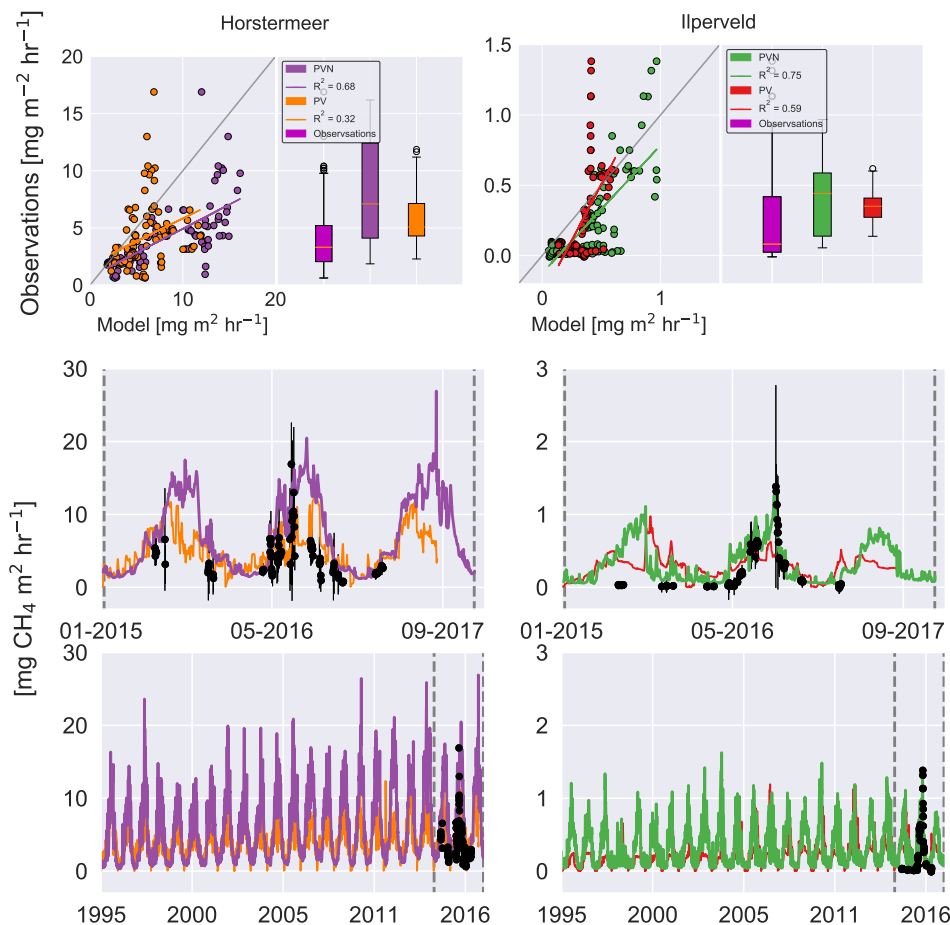 Horstermeer
Ilperveld
Observations [mg m⁻² hr⁻¹]
20
15
10
5
0
0
10
20
Model [mg m² hr⁻¹]
PVN
R² = 0.68
PV
R² = 0.32
Obsevrsations
1.5
1.0
0.5
0.0
0
1
Model [mg m² hr⁻¹]
PVN
R² = 0.75
PV
R² = 0.59
Obsevrsations
[mg CH₄ m² hr⁻¹]
30
20
10
0
01-2015
05-2016
09-2017
3
2
1
0
01-2015
05-2016
09-2017
30
20
10
0
1995
2000
2005
2011
2016
3
2
1
0
1995
2000
2005
2011
2016